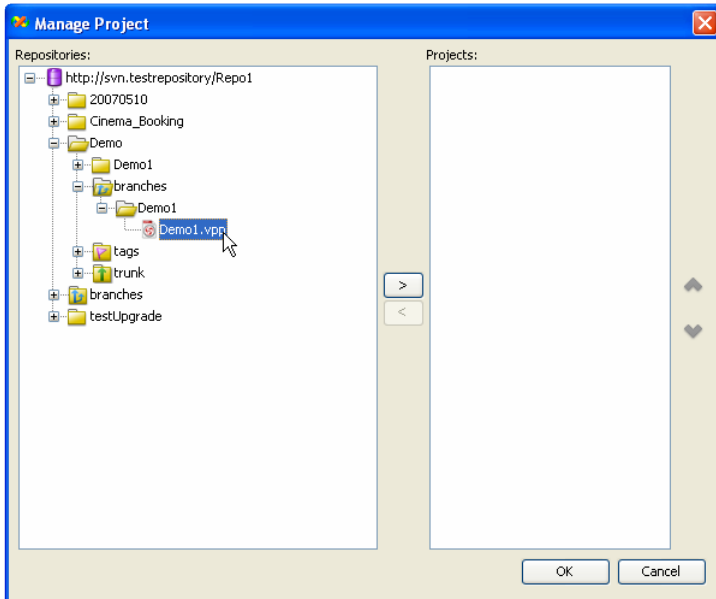 Manage Project
Repositories:
Projects:
http://svn.testrepository/Repo1
20070510
Cinema_Booking
Demo
Demo1
branches
Demo1
Demo1.vpp
tags
trunk
branches
testUpgrade
>
<
OK
Cancel